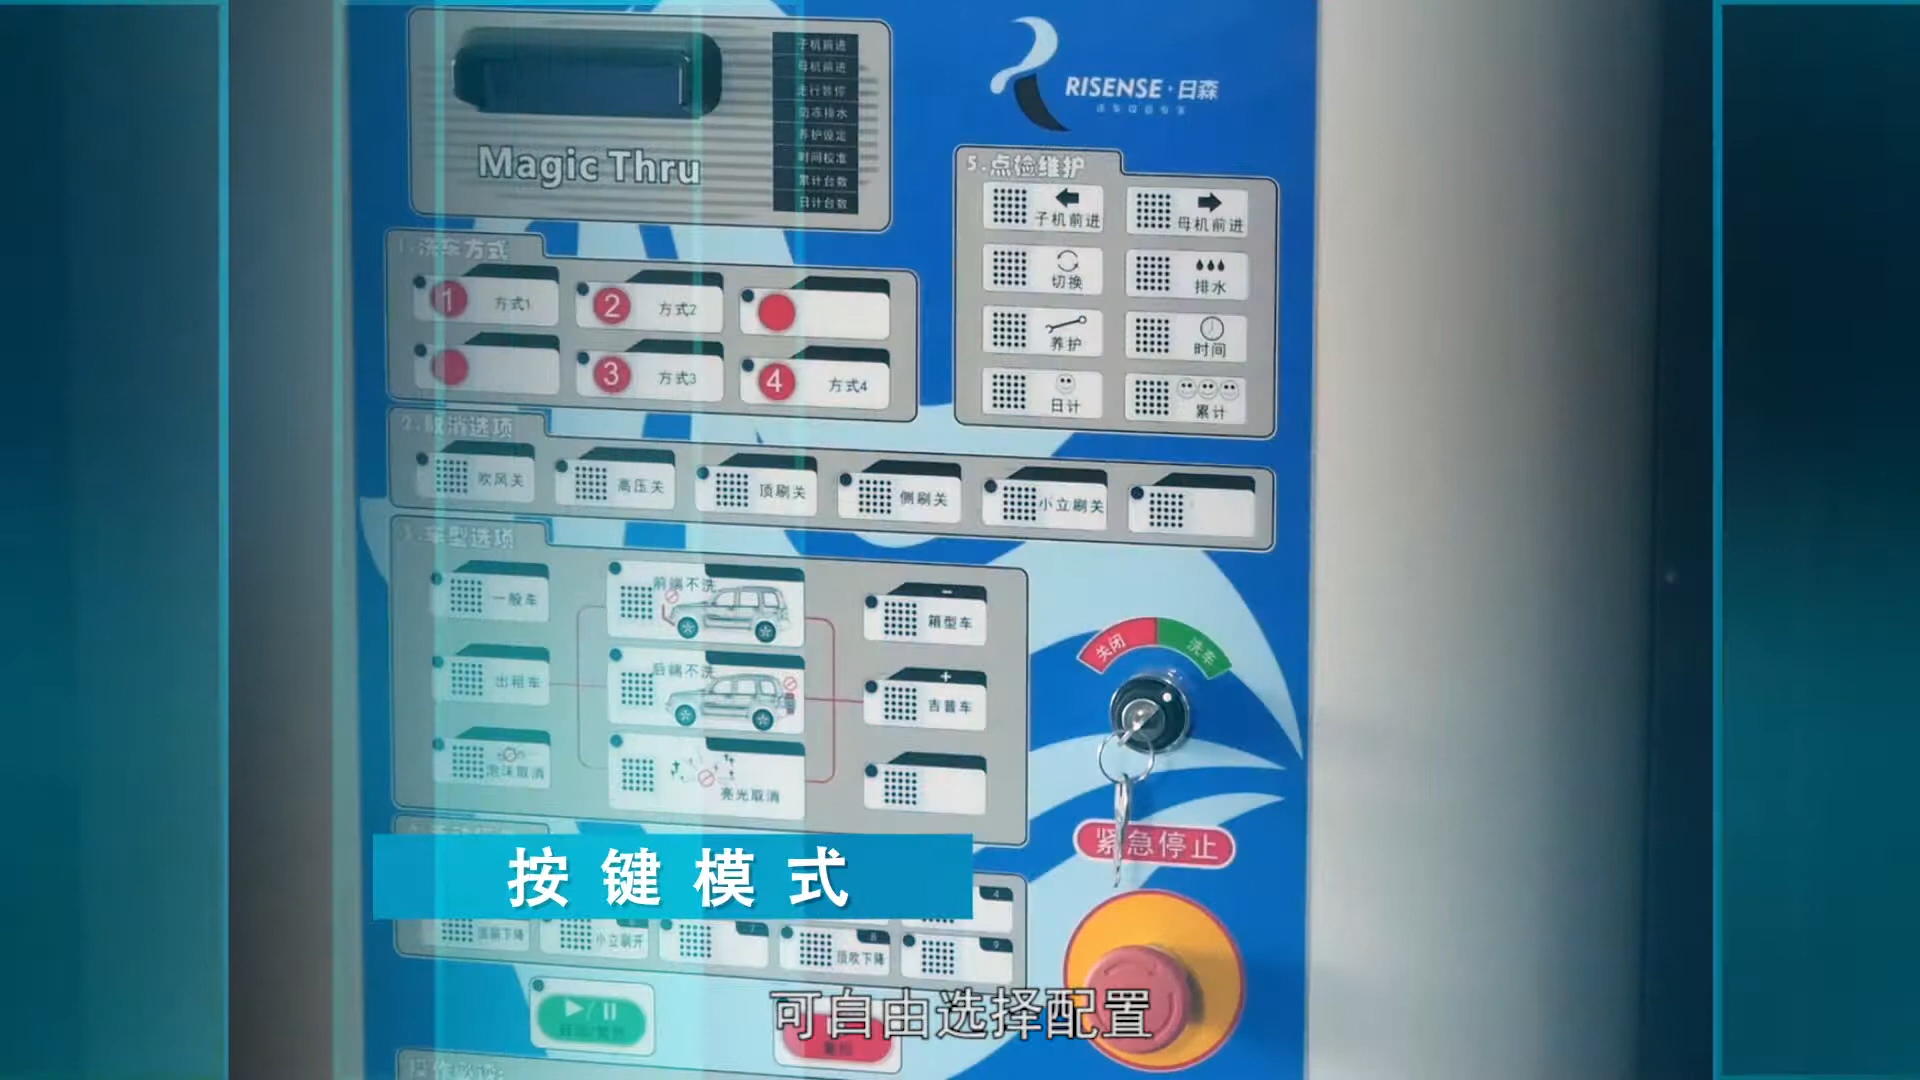 子机前进
母机前进
走行暂停
防冻排水
养护设定
时间校准
累计台数
日计台数
Magic Thru
RISENSE·日森
5.点检维护
子机前进
母机前进
切换
排水
养护
时间
日计
累计
1.洗车方式
1 方式1
2 方式2
3 方式3
4 方式4
2.取消选项
吹风关
高压关
顶刷关
侧刷关
小立刷关
3.车型选项
一般车
前端不洗
箱型车
出租车
后端不洗
吉普车
泡沫取消
亮光取消
关闭
洗车
紧急停止
按键模式
4
顶刷下降
小立刷开
7
8
顶吹下降
9
可自由选择配置